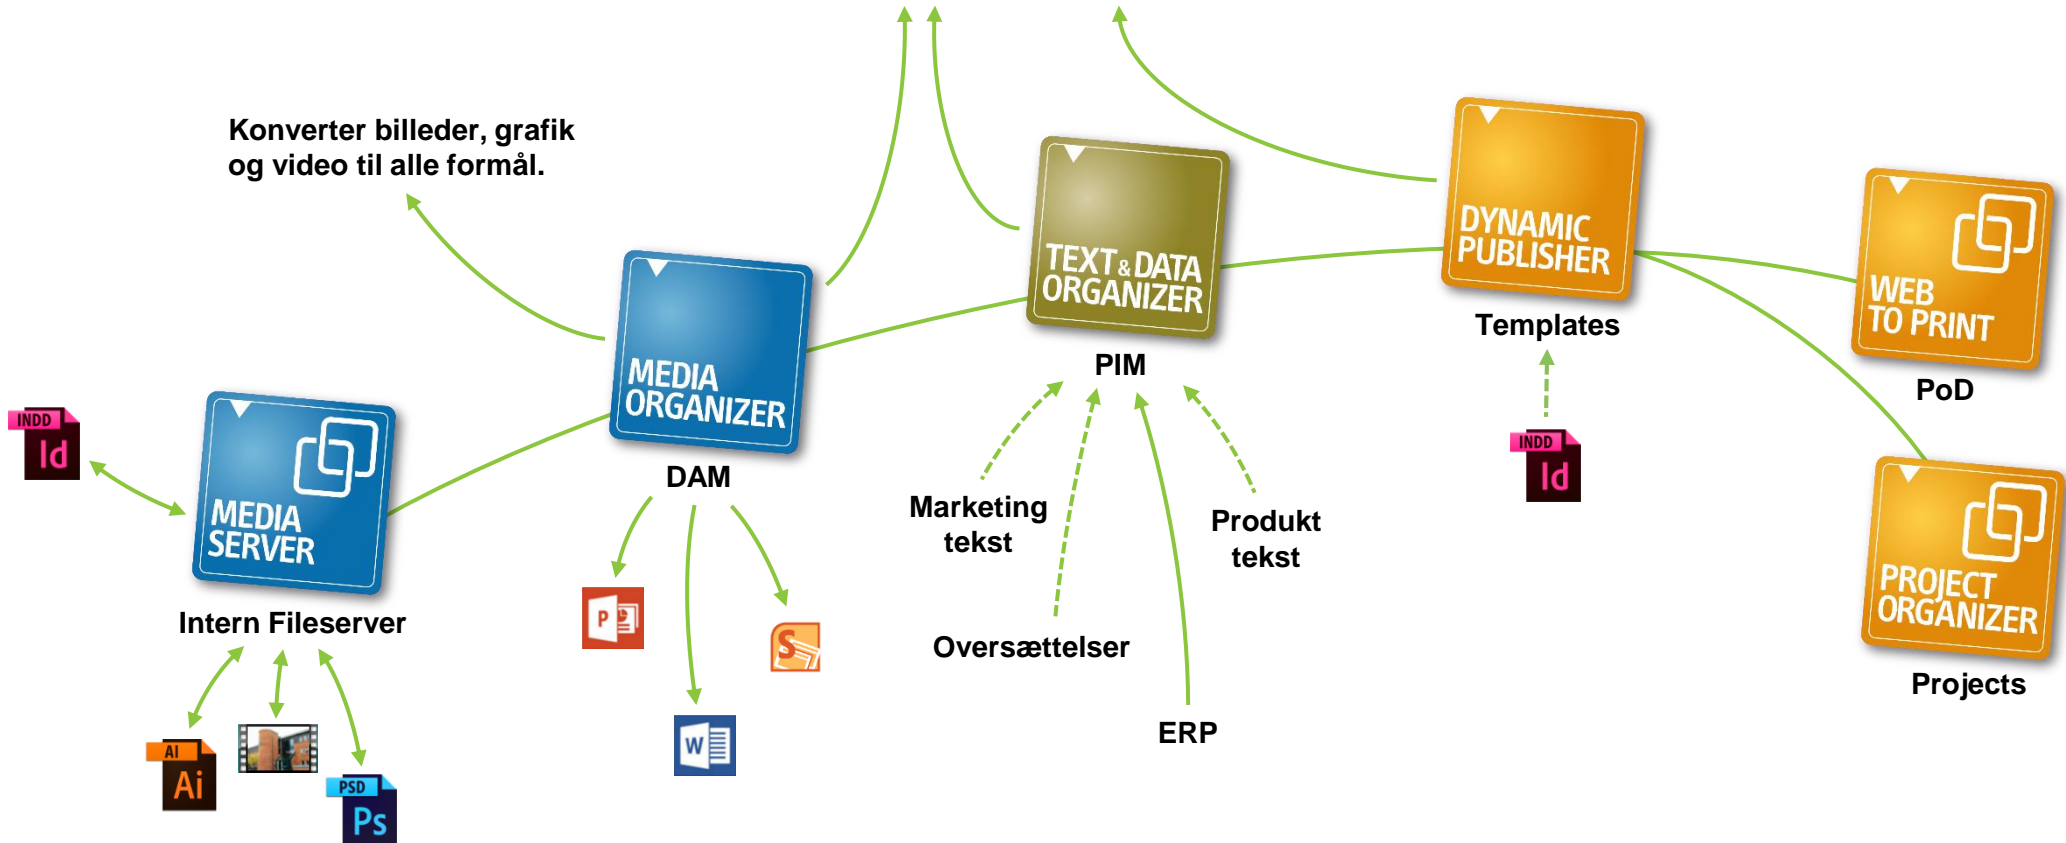 Konverter billeder, grafik
og video til alle formål.
INDD
Id
MEDIA
SERVER
Intern Fileserver
AI
Ai
PSD
Ps
MEDIA
ORGANIZER
DAM
P
S
W
TEXT & DATA
ORGANIZER
PIM
Marketing
tekst
Oversættelser
ERP
Produkt
tekst
DYNAMIC
PUBLISHER
Templates
INDD
Id
WEB
TO PRINT
PoD
PROJECT
ORGANIZER
Projects